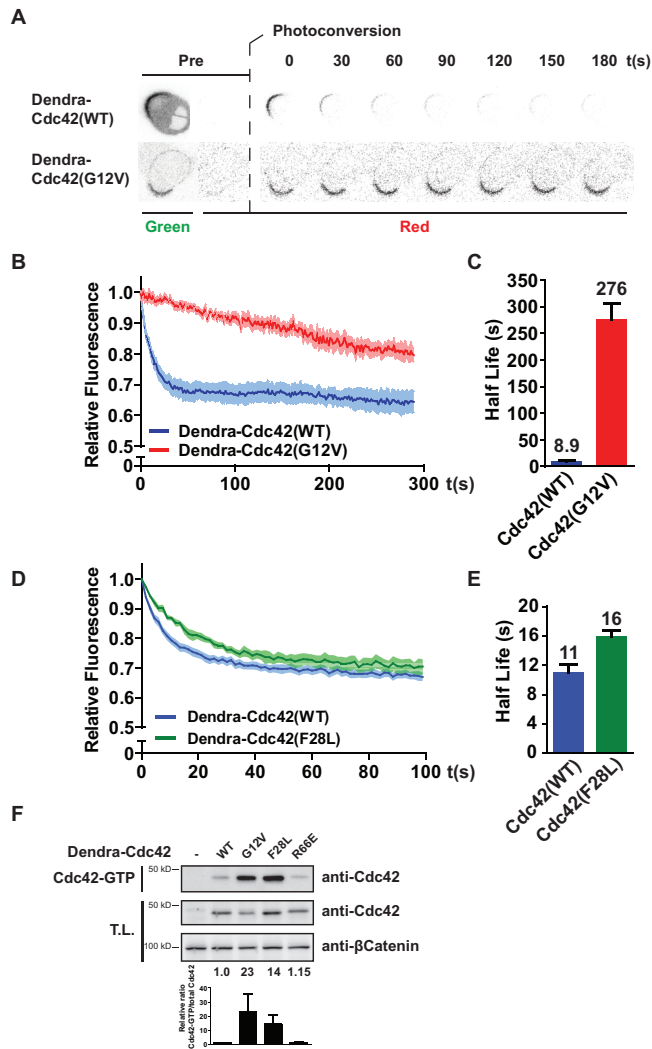 A
Photoconversion
Pre
0 30 60 90 120 150 180 t(s)
Dendra-
Cdc42(WT)
Dendra-
Cdc42(G12V)
Green
Red
B
Relative Fluorescence
1.0
0.9
0.8
0.7
0.6
0.5
0
Dendra-Cdc42(WT)
Dendra-Cdc42(G12V)
0 100 200 300 t(s)
C
Half Life (s)
350
300
250
200
150
100
50
0
8.9
276
Cdc42(WT)
Cdc42(G12V)
D
Relative Fluorescence
1.0
0.9
0.8
0.7
0.6
0.5
0
Dendra-Cdc42(WT)
Dendra-Cdc42(F28L)
0 20 40 60 80 100 t(s)
E
Half Life (s)
20
16
12
8
4
0
11
16
Cdc42(WT)
Cdc42(F28L)
F
Dendra-Cdc42 - WT G12V F28L R66E
Cdc42-GTP 50 kD anti-Cdc42
T.L.
50 kD anti-Cdc42
100 kD anti-βCatenin
1.0 23 14 1.15
Relative ratio
Cdc42-GTP/total Cdc42
40
30
20
10
0